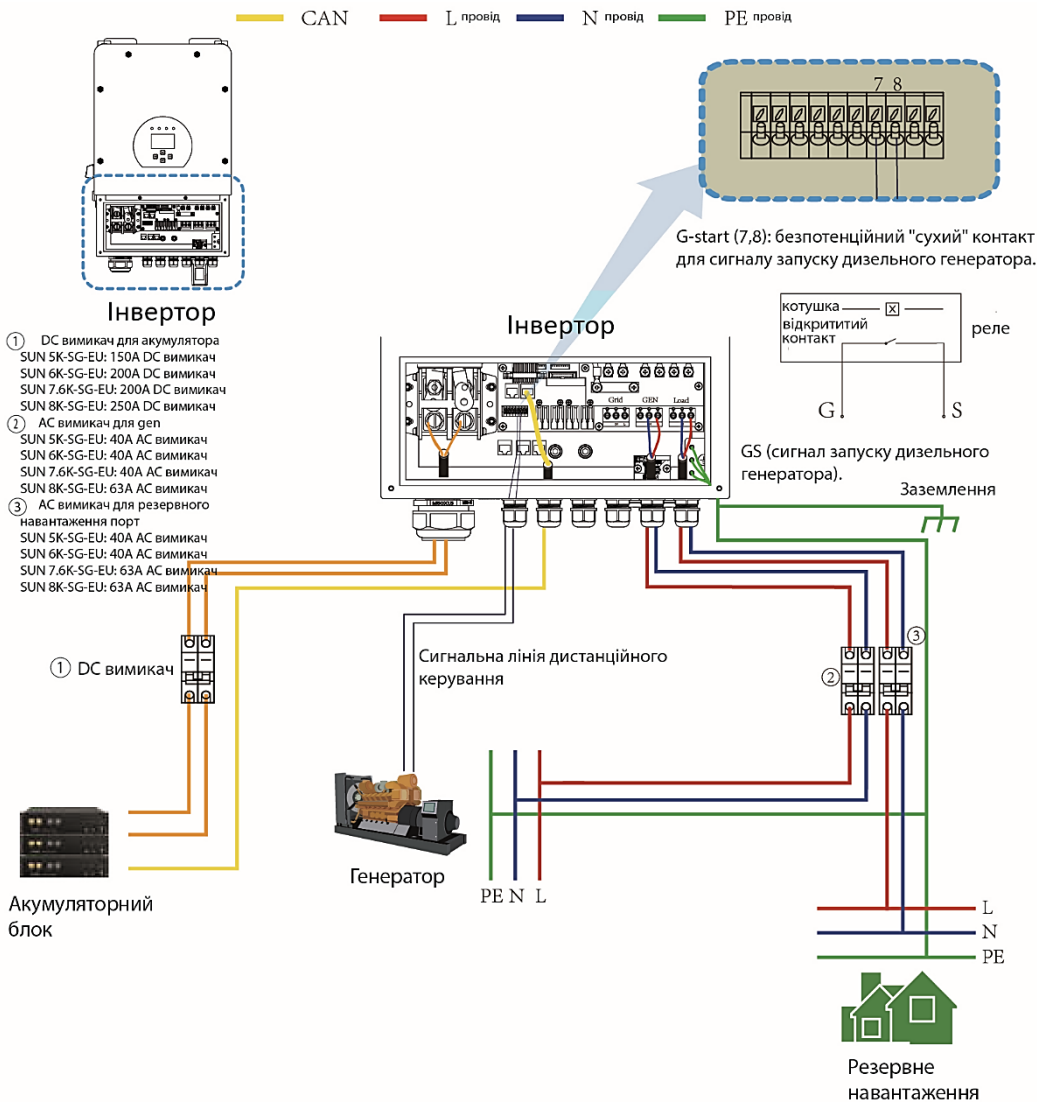 CAN L провід N провід PE провід
7 8
G-start (7,8): безпотенційний "сухий" контакт
для сигналу запуску дизельного генератора.
Інвертор
① DC вимикач для акумулятора
SUN 5K-SG-EU: 150A DC вимикач
SUN 6K-SG-EU: 200A DC вимикач
SUN 7.6K-SG-EU: 200A DC вимикач
SUN 8K-SG-EU: 250A DC вимикач
② AC вимикач для gen
SUN 5K-SG-EU: 40A AC вимикач
SUN 6K-SG-EU: 40A AC вимикач
SUN 7.6K-SG-EU: 40A AC вимикач
SUN 8K-SG-EU: 63A AC вимикач
③ AC вимикач для резервного
навантаження порт
SUN 5K-SG-EU: 40A AC вимикач
SUN 6K-SG-EU: 40A AC вимикач
SUN 7.6K-SG-EU: 63A AC вимикач
SUN 8K-SG-EU: 63A AC вимикач
Інвертор
Grid GEN Load
котушка x
відкрититий
контакт
реле
G S
GS (сигнал запуску дизельного
генератора).
Заземлення
① DC вимикач
Сигнальна лінія дистанційного
керування
②
③
Генератор
PE N L
Акумуляторний
блок
L
N
PE
Резервне
навантаження